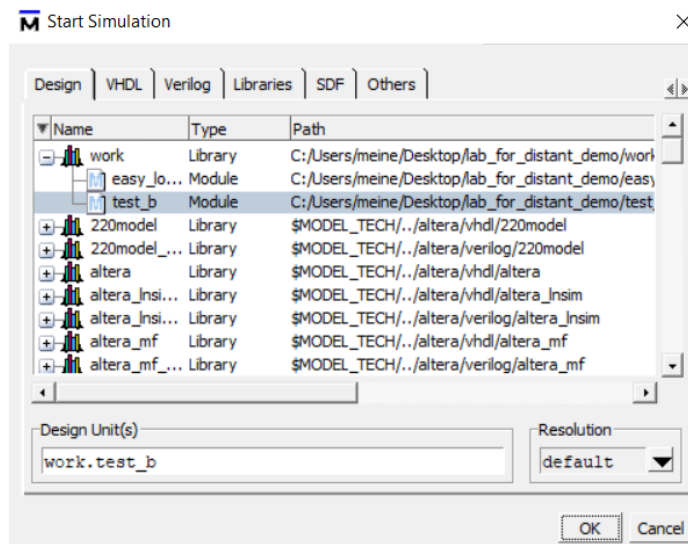 Start Simulation
Design VHDL Verilog Libraries SDF Others
Name Type Path
work Library C:/Users/meine/Desktop/lab_for_distant_demo/work
easy_lo... Module C:/Users/meine/Desktop/lab_for_distant_demo/easy
test_b Module C:/Users/meine/Desktop/lab_for_distant_demo/test_
220model Library $MODEL_TECH/../altera/vhdl/220model
220model_... Library $MODEL_TECH/../altera/verilog/220model
altera Library $MODEL_TECH/../altera/vhdl/altera
altera_lnsi... Library $MODEL_TECH/../altera/vhdl/altera_lnsim
altera_lnsi... Library $MODEL_TECH/../altera/verilog/altera_lnsim
altera_mf Library $MODEL_TECH/../altera/vhdl/altera_mf
altera_mf_... Library $MODEL_TECH/../altera/verilog/altera_mf
Design Unit(s) Resolution
work.test_b default
OK Cancel